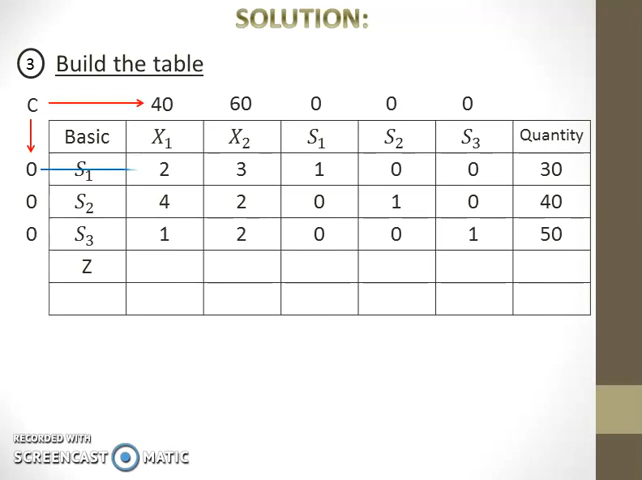 SOLUTION:
3 Build the table
C 40 60 0 0 0
Basic X1 X2 S1 S2 S3 Quantity
0 S1 2 3 1 0 0 30
0 S2 4 2 0 1 0 40
0 S3 1 2 0 0 1 50
Z
RECORDED WITH
SCREENCAST MATIC